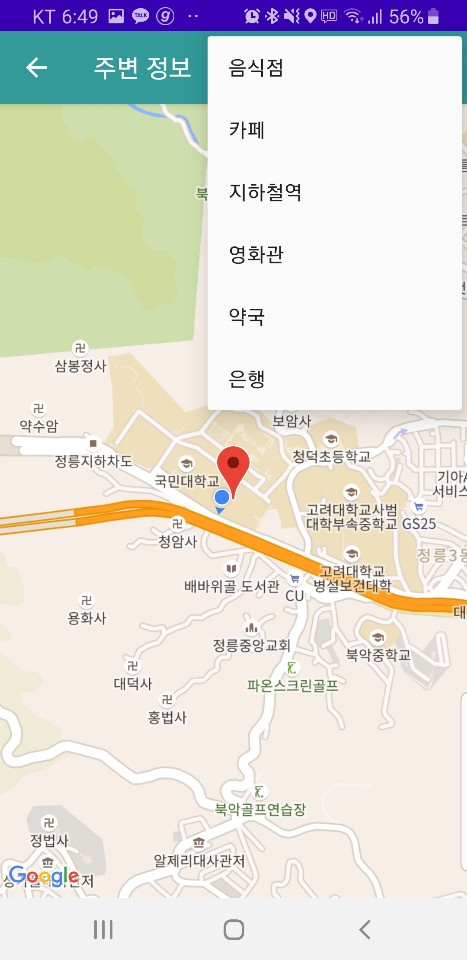 KT 6:49
TALK
HD
56%
주변 정보
음식점
카페
지하철역
영화관
약국
은행
북
삼봉정사
약수암
정릉지하차도
보암사
청덕초등학교
국민대학교
기아A
서비스
고려대학교사범
대학부속중학교
GS25
청암사
정릉3동
고려대학교
병설보건대학
배바위골 도서관
CU
대
용화사
정릉중앙교회
북악중학교
대덕사
파온스크린골프
홍법사
북악골프연습장
정법사
알제리대사관저
Google
관저